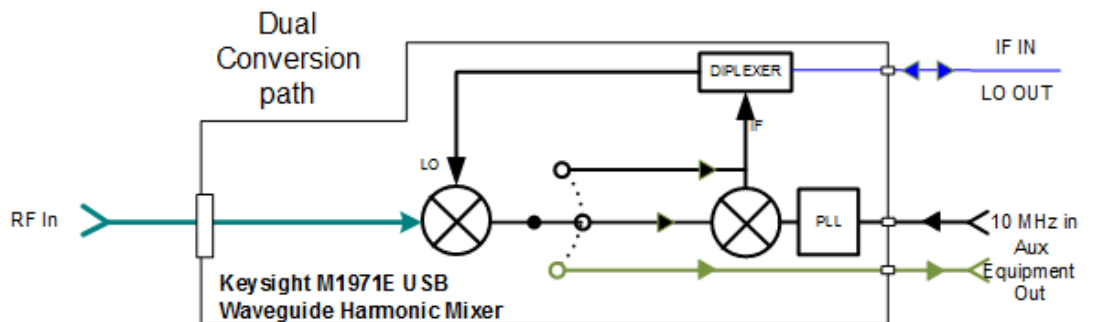 Dual
Conversion
path
DIPLEXER
IF IN
LO OUT
IF
LO
RF In
PLL
10 MHz in
Aux
Equipment
Out
Keysight M1971E USB
Waveguide Harmonic Mixer